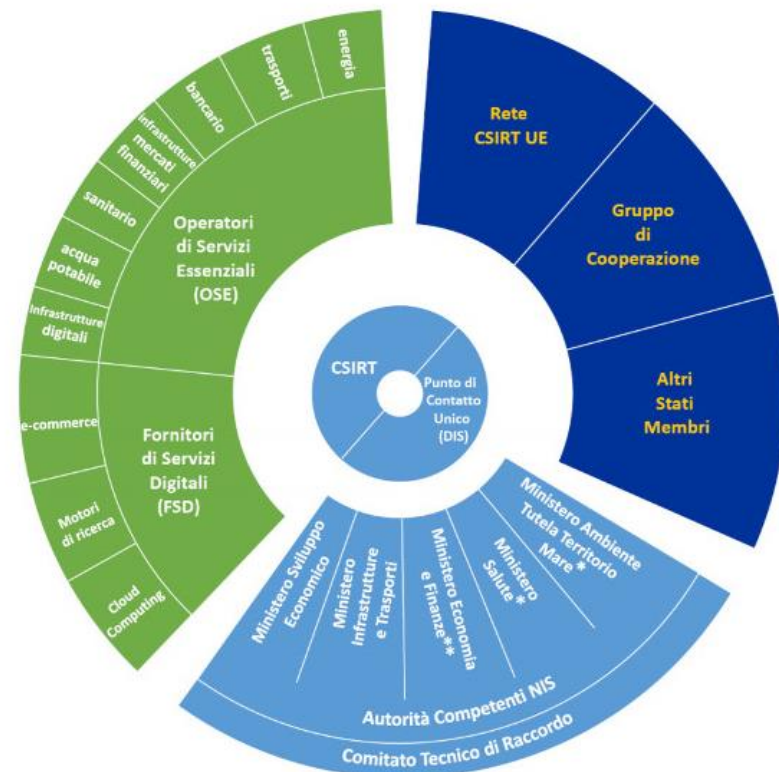 energia
trasporti
bancario
Infrastrutture
mercati
finanziari
sanitario
acqua
potabile
Infrastrutture
digitali
e-commerce
Motori
di ricerca
Cloud
Computing
Operatori
di Servizi
Essenziali
(OSE)
Fornitori
di Servizi
Digitali
(FSD)
Rete
CSIRT UE
Gruppo
di
Cooperazione
Altri
Stati
Membri
CSIRT
Punto di
Contatto
Unico
(DIS)
Ministero Sviluppo
Economico
Ministero
Infrastrutture
e Trasporti
Ministero Economia
e Finanze**
Ministero
Salute *
Ministero Ambiente
Tutela Territorio
Mare *
Autorità Competenti NIS
Comitato Tecnico di Raccordo